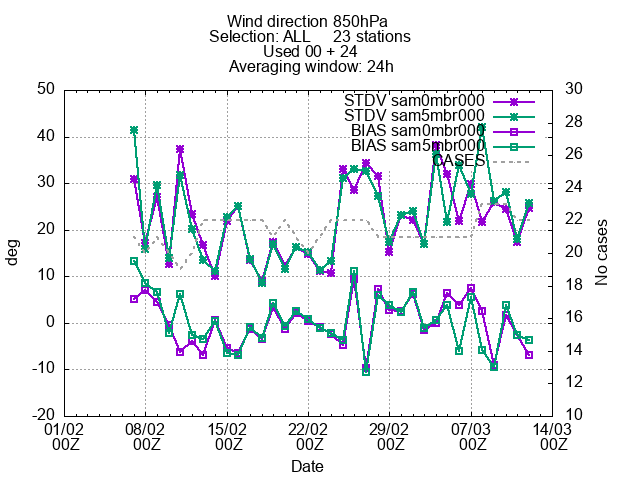 Wind direction 850hPa
Selection: ALL 23 stations
Used 00 + 24
Averaging window: 24h
STDV sam0mbr000
STDV sam5mbr000
BIAS sam0mbr000
BIAS sam5mbr000
CASES
50
40
30
20
10
0
-10
-20
deg
30
28
26
24
22
20
18
16
14
12
10
No cases
01/02 08/02 15/02 22/02 29/02 07/03 14/03
00Z 00Z 00Z 00Z 00Z 00Z 00Z
Date